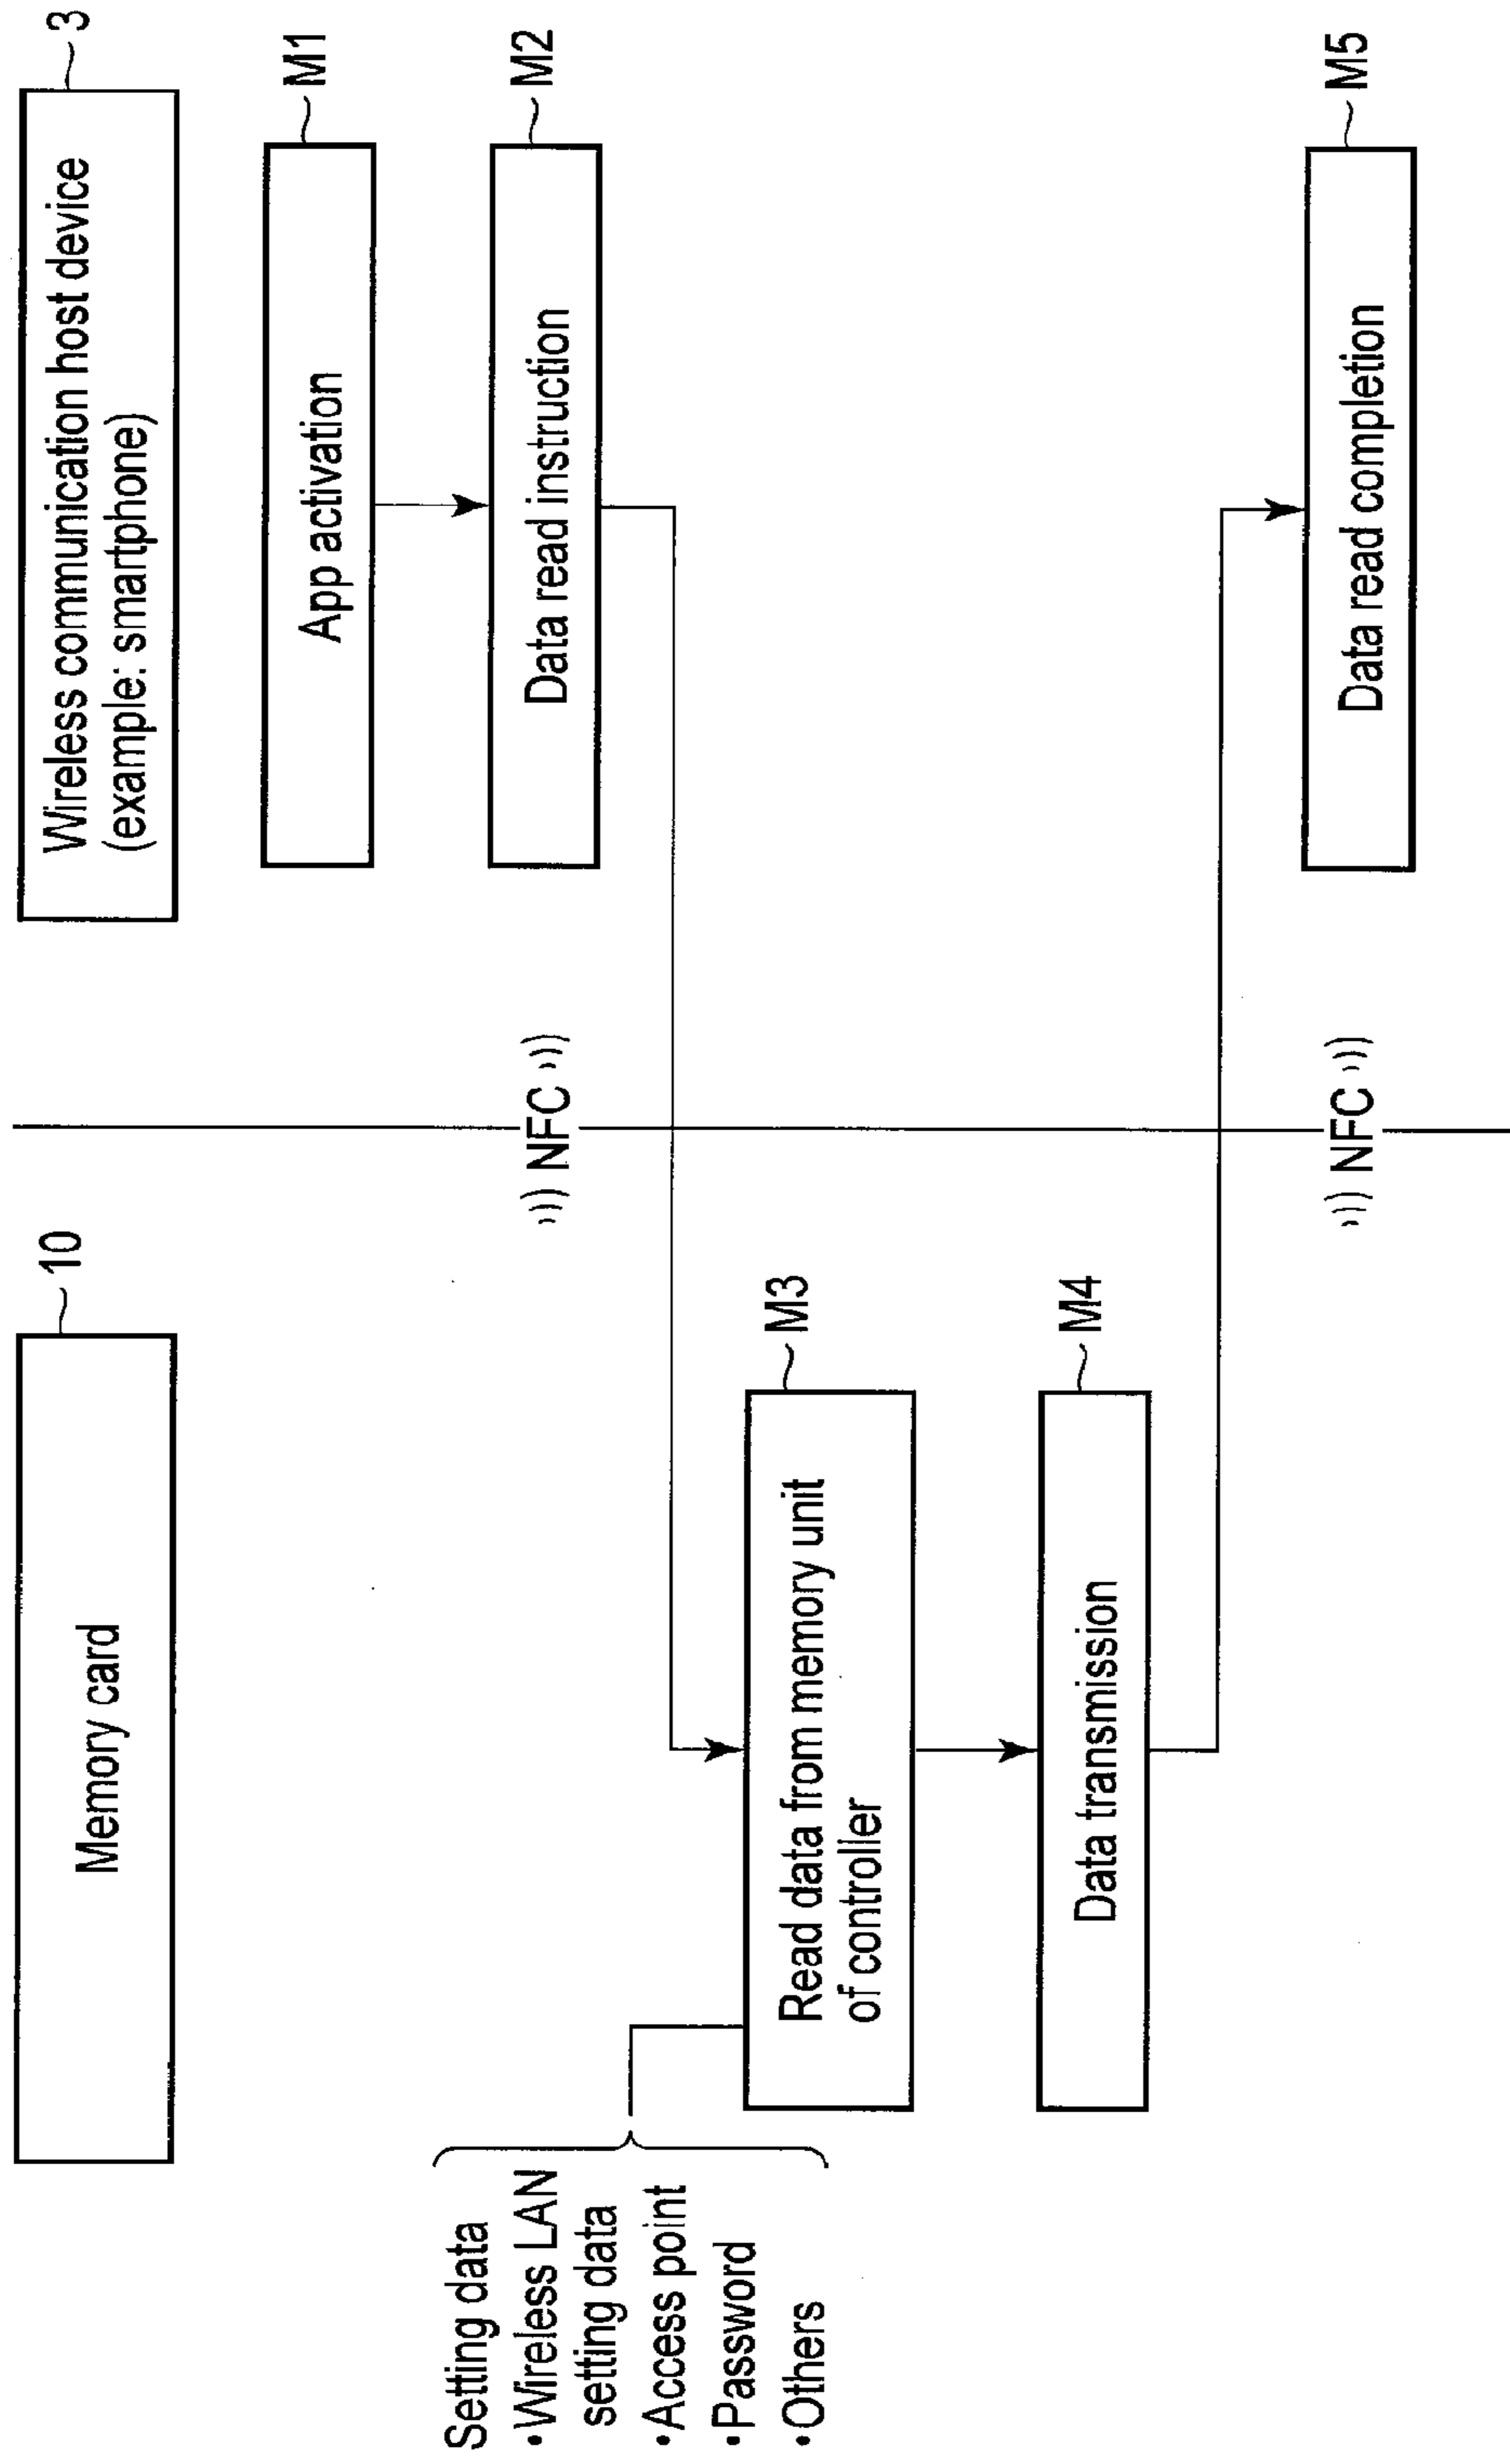 Memory card
10
Wireless communication host device
(example: smartphone)
3
App activation
M1
Data read instruction
M2
NFC
Setting data
・Wireless LAN
setting data
・Access point
・Password
・Others
Read data from memory unit
of controller
M3
Data transmission
M4
Data read completion
M5
NFC